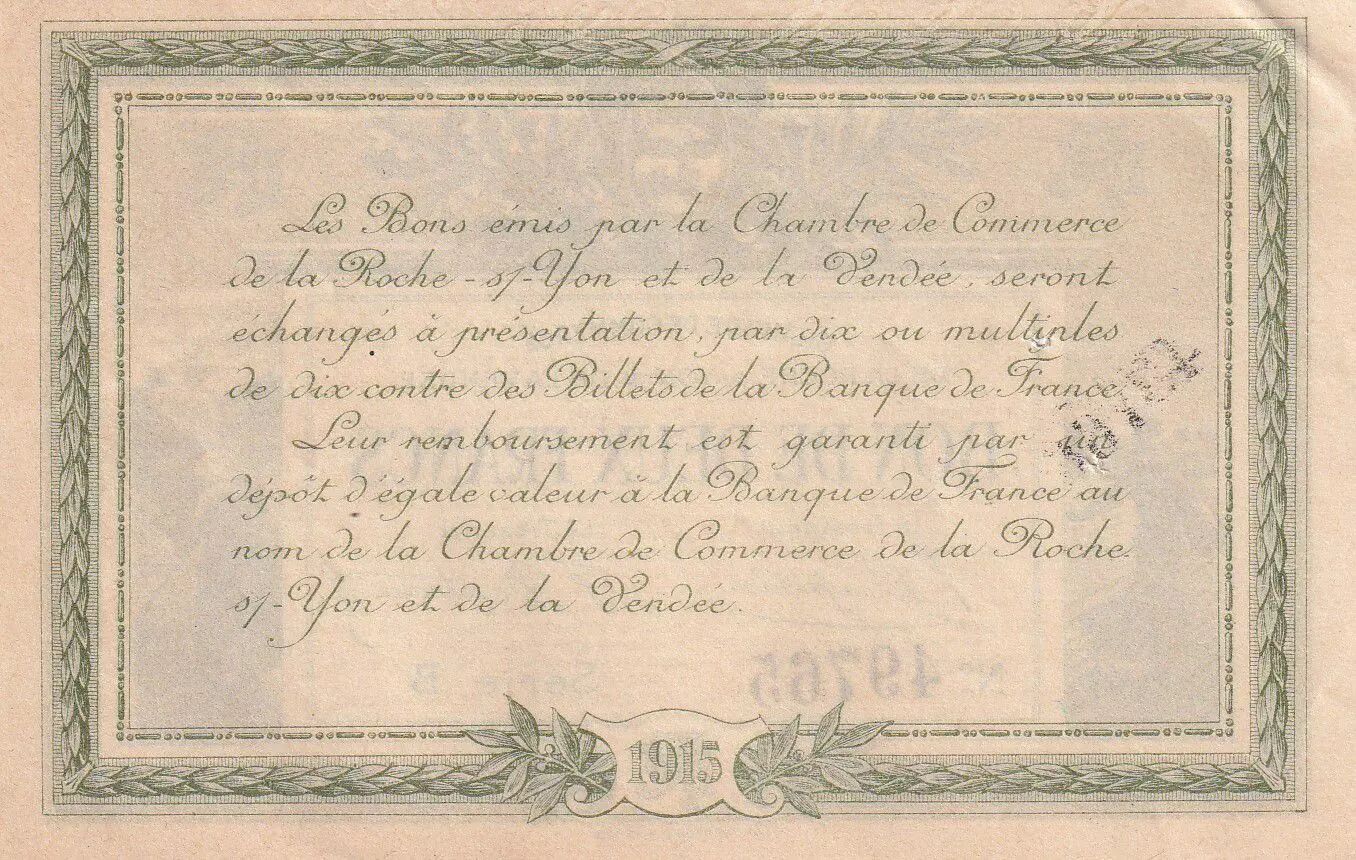 Les Bons émis par la Chambre de Commerce
de la Roche-s/-Yon et de la Vendée, seront
échangés à présentation, par dix ou multiples
de dix contre des Billets de la Banque de France
Leur remboursement est garanti par un
dépôt d'égale valeur à la Banque de France au
nom de la Chambre de Commerce de la Roche-
s/-Yon et de la Vendée.
N° 49765
Série B
1915